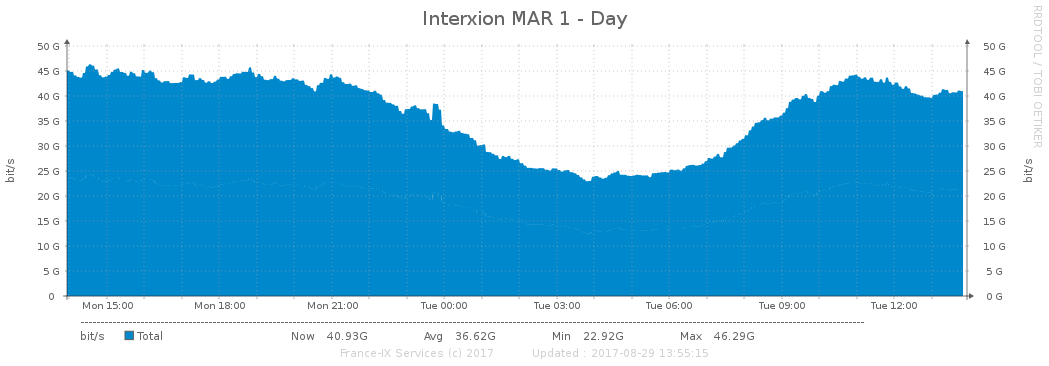 Interxion MAR 1 - Day
RRDTOOL / TOBI OETIKER
50 G 50 G
45 G 45 G
40 G 40 G
35 G 35 G
30 G 30 G
25 G 25 G
20 G 20 G
15 G 15 G
10 G 10 G
5 G 5 G
0 0 G
bit/s bit/s
Mon 15:00 Mon 18:00 Mon 21:00 Tue 00:00 Tue 03:00 Tue 06:00 Tue 09:00 Tue 12:00
bit/s Total Now 40.93G Avg 36.62G Min 22.92G Max 46.29G
France-IX Services (c) 2017 Updated : 2017-08-29 13:55:15